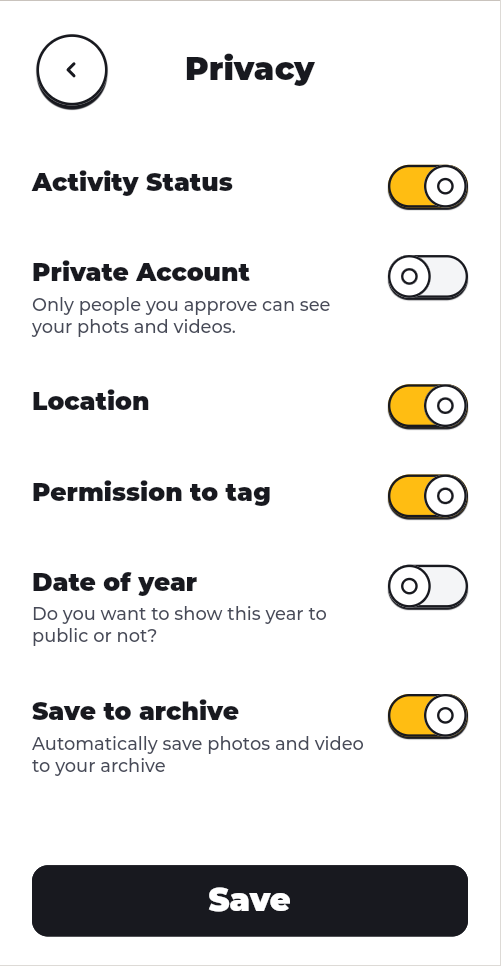 Privacy
Activity Status
Private Account
Only people you approve can see
your phots and videos.
Location
Permission to tag
Date of year
Do you want to show this year to
public or not?
Save to archive
Automatically save photos and video
to your archive
Save